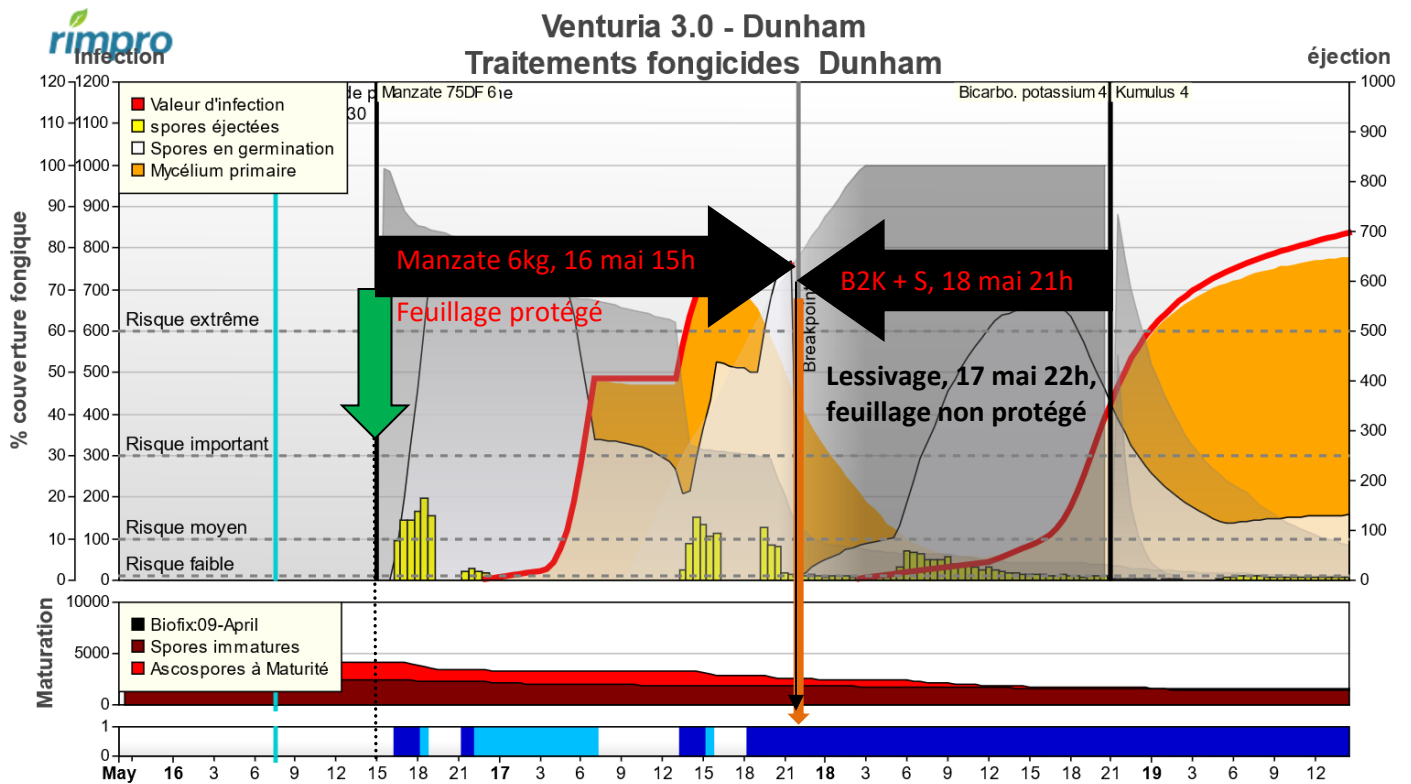 rimpro
Venturia 3.0 - Dunham
Traitements fongicides Dunham
Infection
éjection
120 1200
110 1100
100 1000
90 900
80 800
70 700
60 600
50 500
40 400
30 300
20 200
10 100
0 0
% couverture fongique
Valeur d'infection
spores éjectées
Spores en germination
Mycélium primaire
30
Manzate 75DF 6
Bicarbo. potassium 4
Kumulus 4
1000
900
800
700
600
500
400
300
200
100
0
Manzate 6kg, 16 mai 15h
Feuillage protégé
B2K + S, 18 mai 21h
Breakpoint
Lessivage, 17 mai 22h,
feuillage non protégé
Risque extrême
Risque important
Risque moyen
Risque faible
Maturation
10000
5000
0
Biofix:09-April
Spores immatures
Ascospores à Maturité
1
0
May 16 3 6 9 12 15 18 21 17 3 6 9 12 15 18 21 18 3 6 9 12 15 18 21 19 3 6 9 12